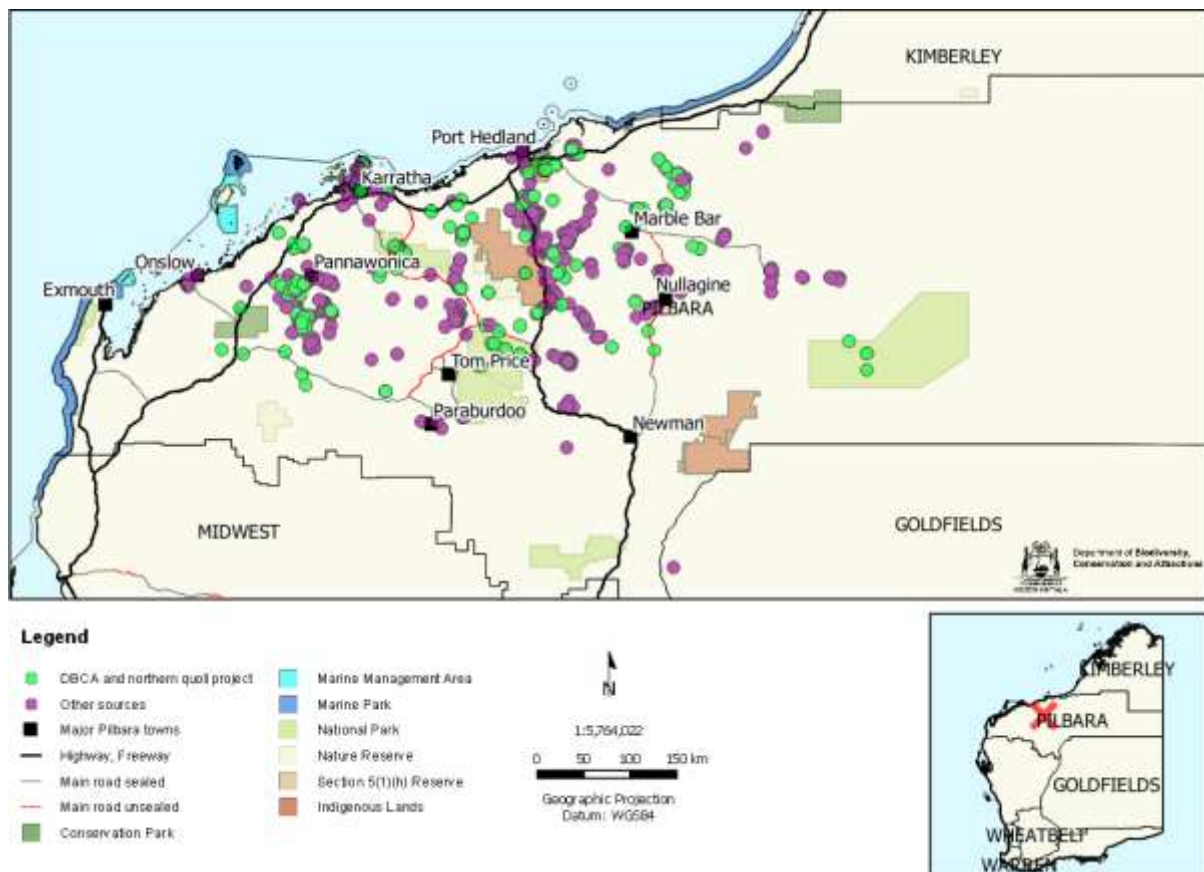 KIMBERLEY
Port Hedland
Karratha
Marble Bar
Onslow
Pannawonica
Exmouth
Nullagine
PILBARA
Tom Price
Paraburdoo
Newman
MIDWEST
GOLDFIELDS
Department of Biodiversity,
Conservation and Attractions
Legend
DBCA and northern quoll project
Other sources
Major Pilbara towns
Highway, Freeway
Main road sealed
Main road unsealed
Conservation Park
Marine Management Area
Marine Park
National Park
Nature Reserve
Section 5(1)(h) Reserve
Indigenous Lands
N
1:5,764,022
0 50 100 150 km
Geographic Projection
Datum: WGS84
KIMBERLEY
PILBARA
GOLDFIELDS
WHEATBELT
WARREN